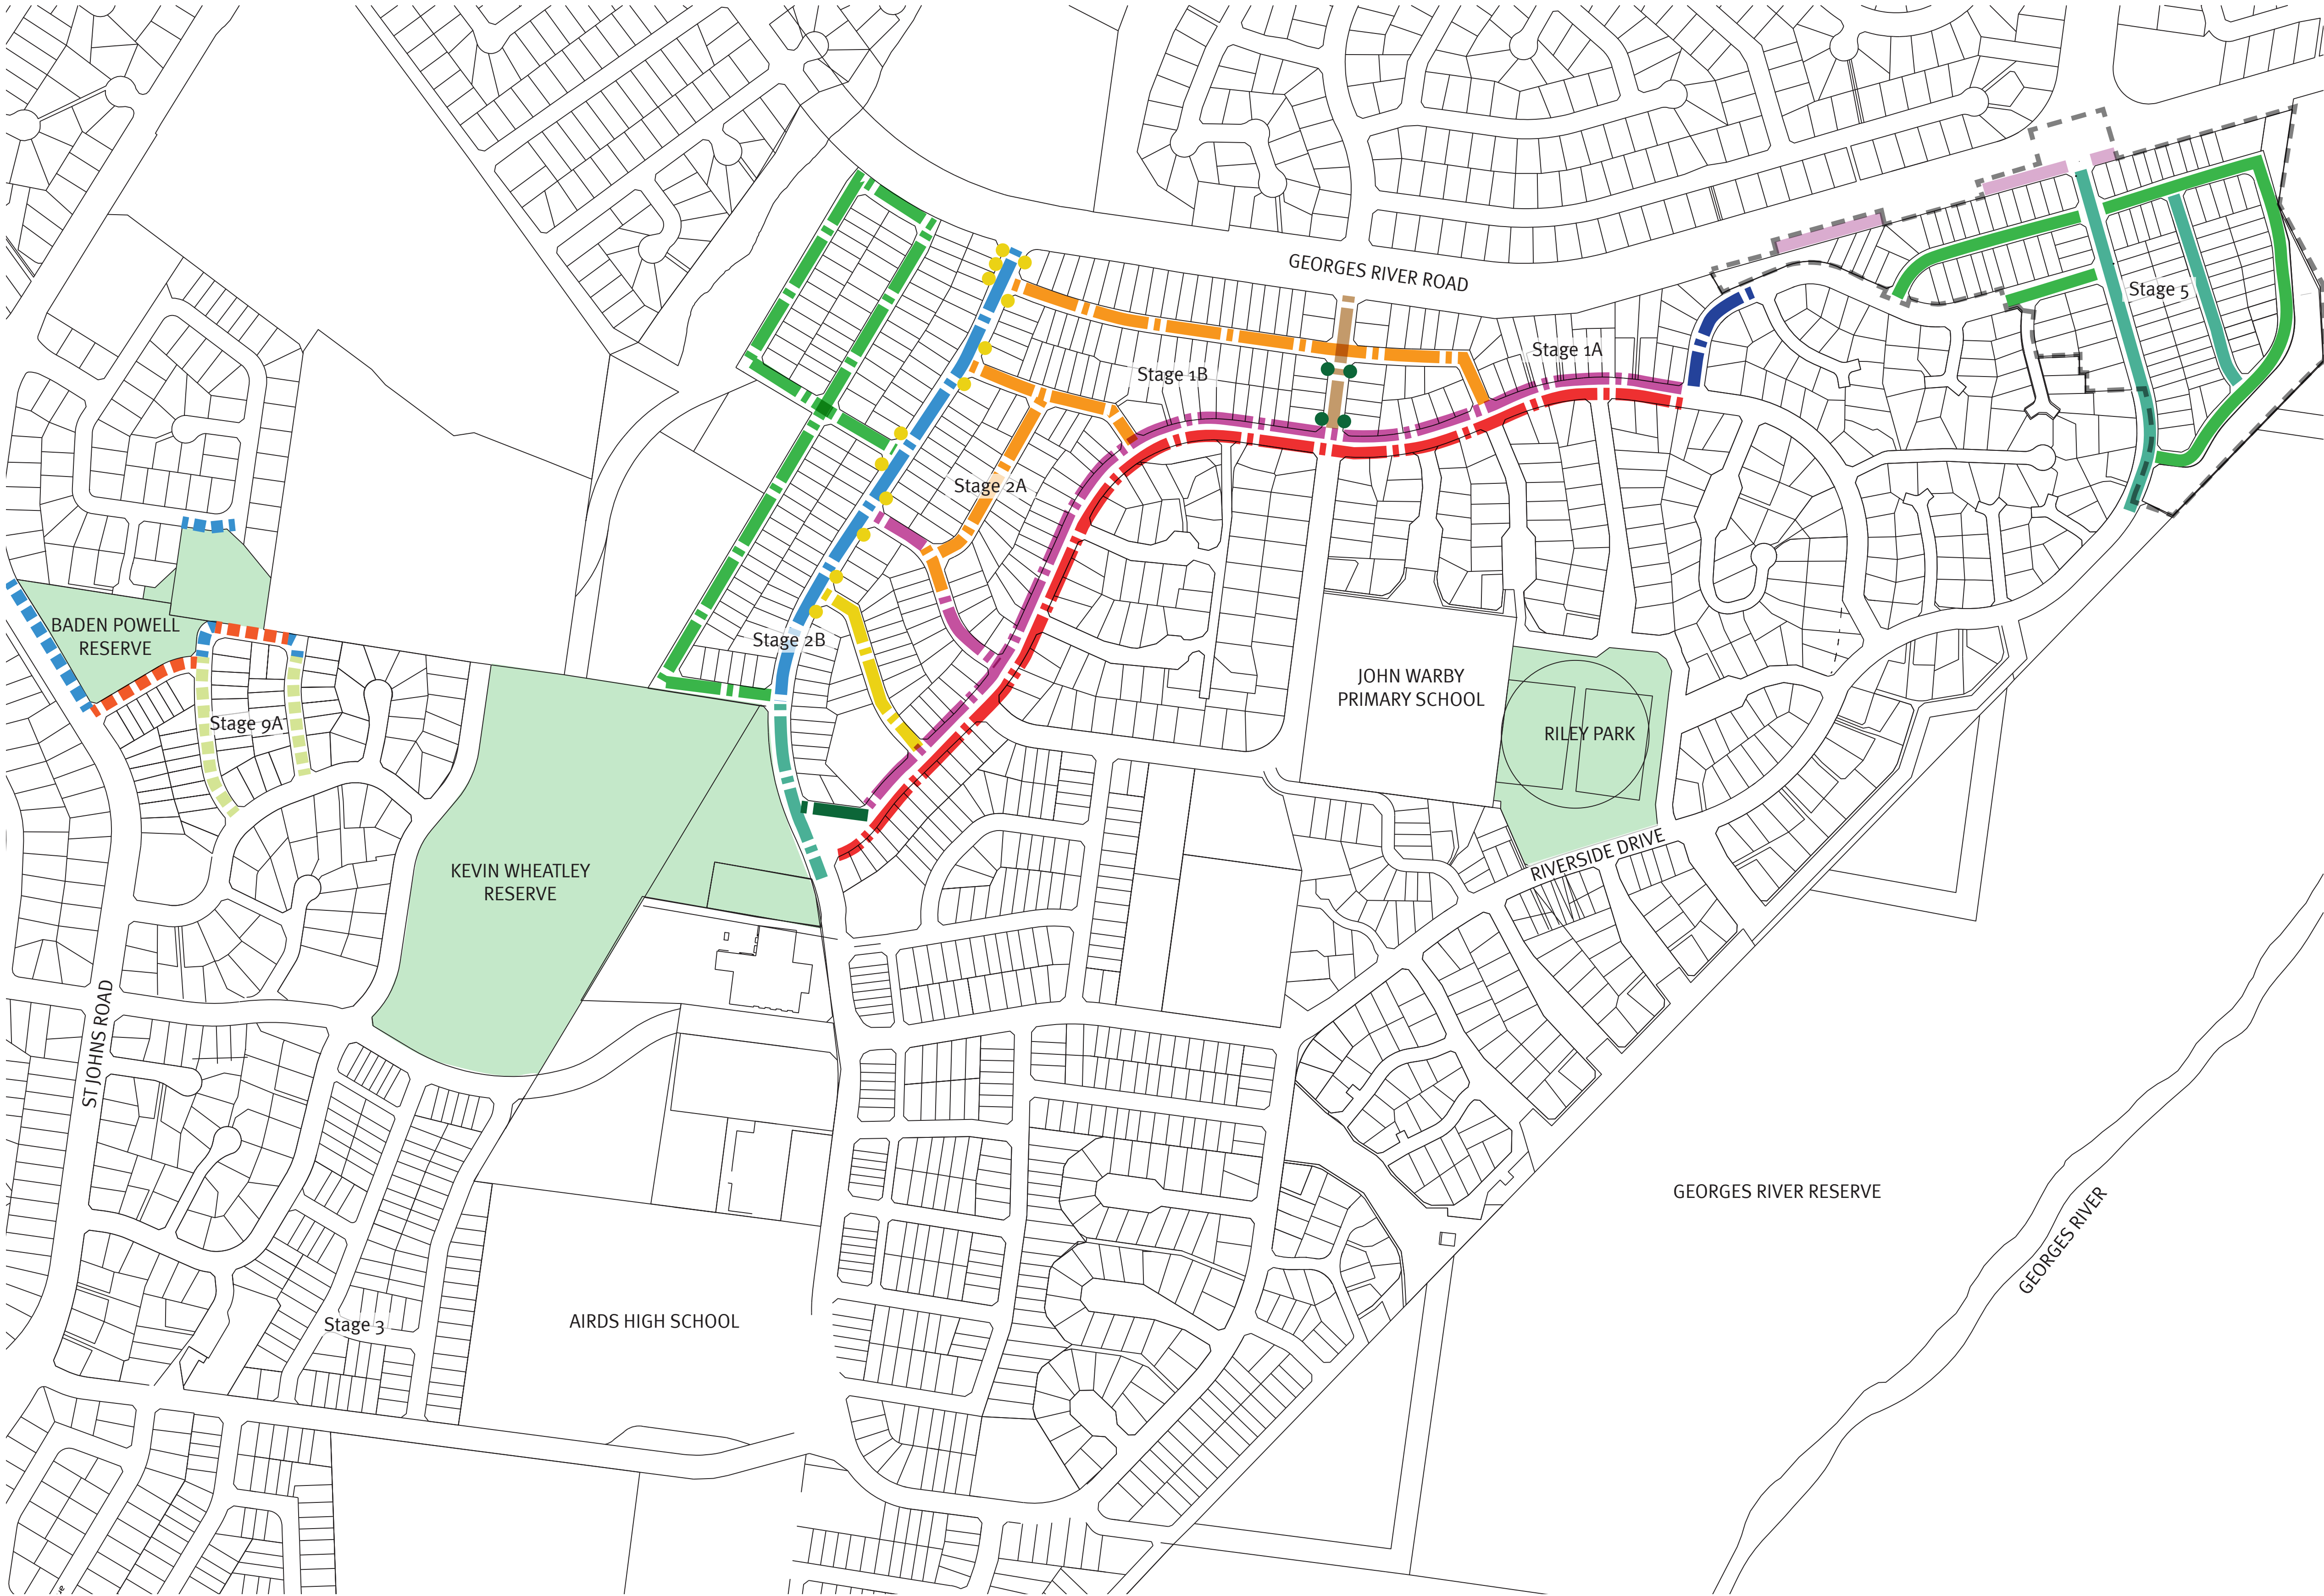 GEORGES RIVER ROAD
Stage 5
Stage 1A
Stage 1B
Stage 2A
BADEN POWELL
RESERVE
Stage 2B
JOHN WARBY
PRIMARY SCHOOL
Stage 9A
RILEY PARK
RIVERSIDE DRIVE
KEVIN WHEATLEY
RESERVE
ST JOHNS ROAD
GEORGES RIVER RESERVE
GEORGES RIVER
Stage 3
AIRDS HIGH SCHOOL